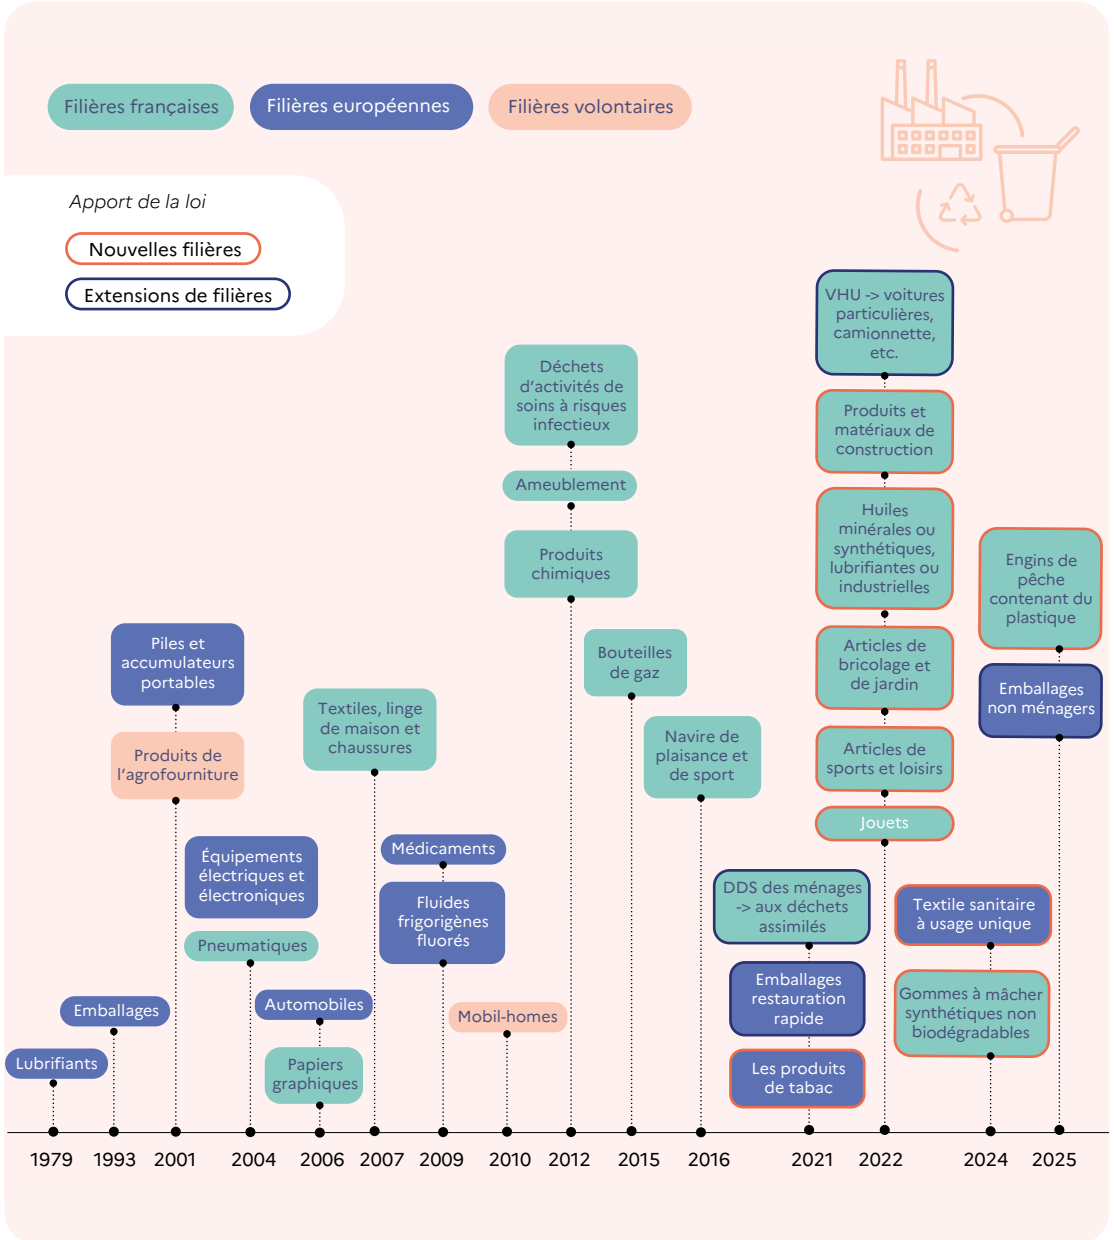 Filières françaises
Filières européennes
Filières volontaires
Apport de la loi
Nouvelles filières
Extensions de filières
VHU -> voitures
particulières,
camionnette,
etc.
Déchets
d'activités de
soins à risques
infectieux
Produits et
matériaux de
construction
Ameublement
Huiles
minérales ou
synthétiques,
lubrifiantes ou
industrielles
Produits
chimiques
Engins de
pêche
contenant du
plastique
Piles et
accumulateurs
portables
Bouteilles
de gaz
Articles de
bricolage et
de jardin
Emballages
non ménagers
Textiles, linge
de maison et
chaussures
Produits de
l'agrofourniture
Navire de
plaisance et
de sport
Articles de
sports et loisirs
Jouets
Équipements
électriques et
électroniques
Médicaments
DDS des ménages
-> aux déchets
assimilés
Textile sanitaire
à usage unique
Fluides
frigorigènes
fluorés
Pneumatiques
Emballages
restauration
rapide
Gommes à mâcher
synthétiques non
biodégradables
Emballages
Automobiles
Mobil-homes
Lubrifiants
Papiers
graphiques
Les produits
de tabac
1979
1993
2001
2004
2006
2007
2009
2010
2012
2015
2016
2021
2022
2024
2025